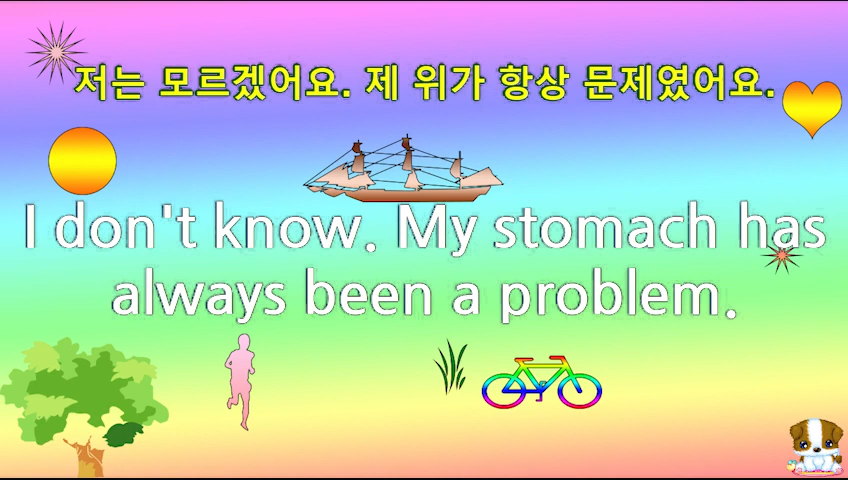 저는 모르겠어요. 제 위가 항상 문제였어요.
I don't know. My stomach has
always been a problem.